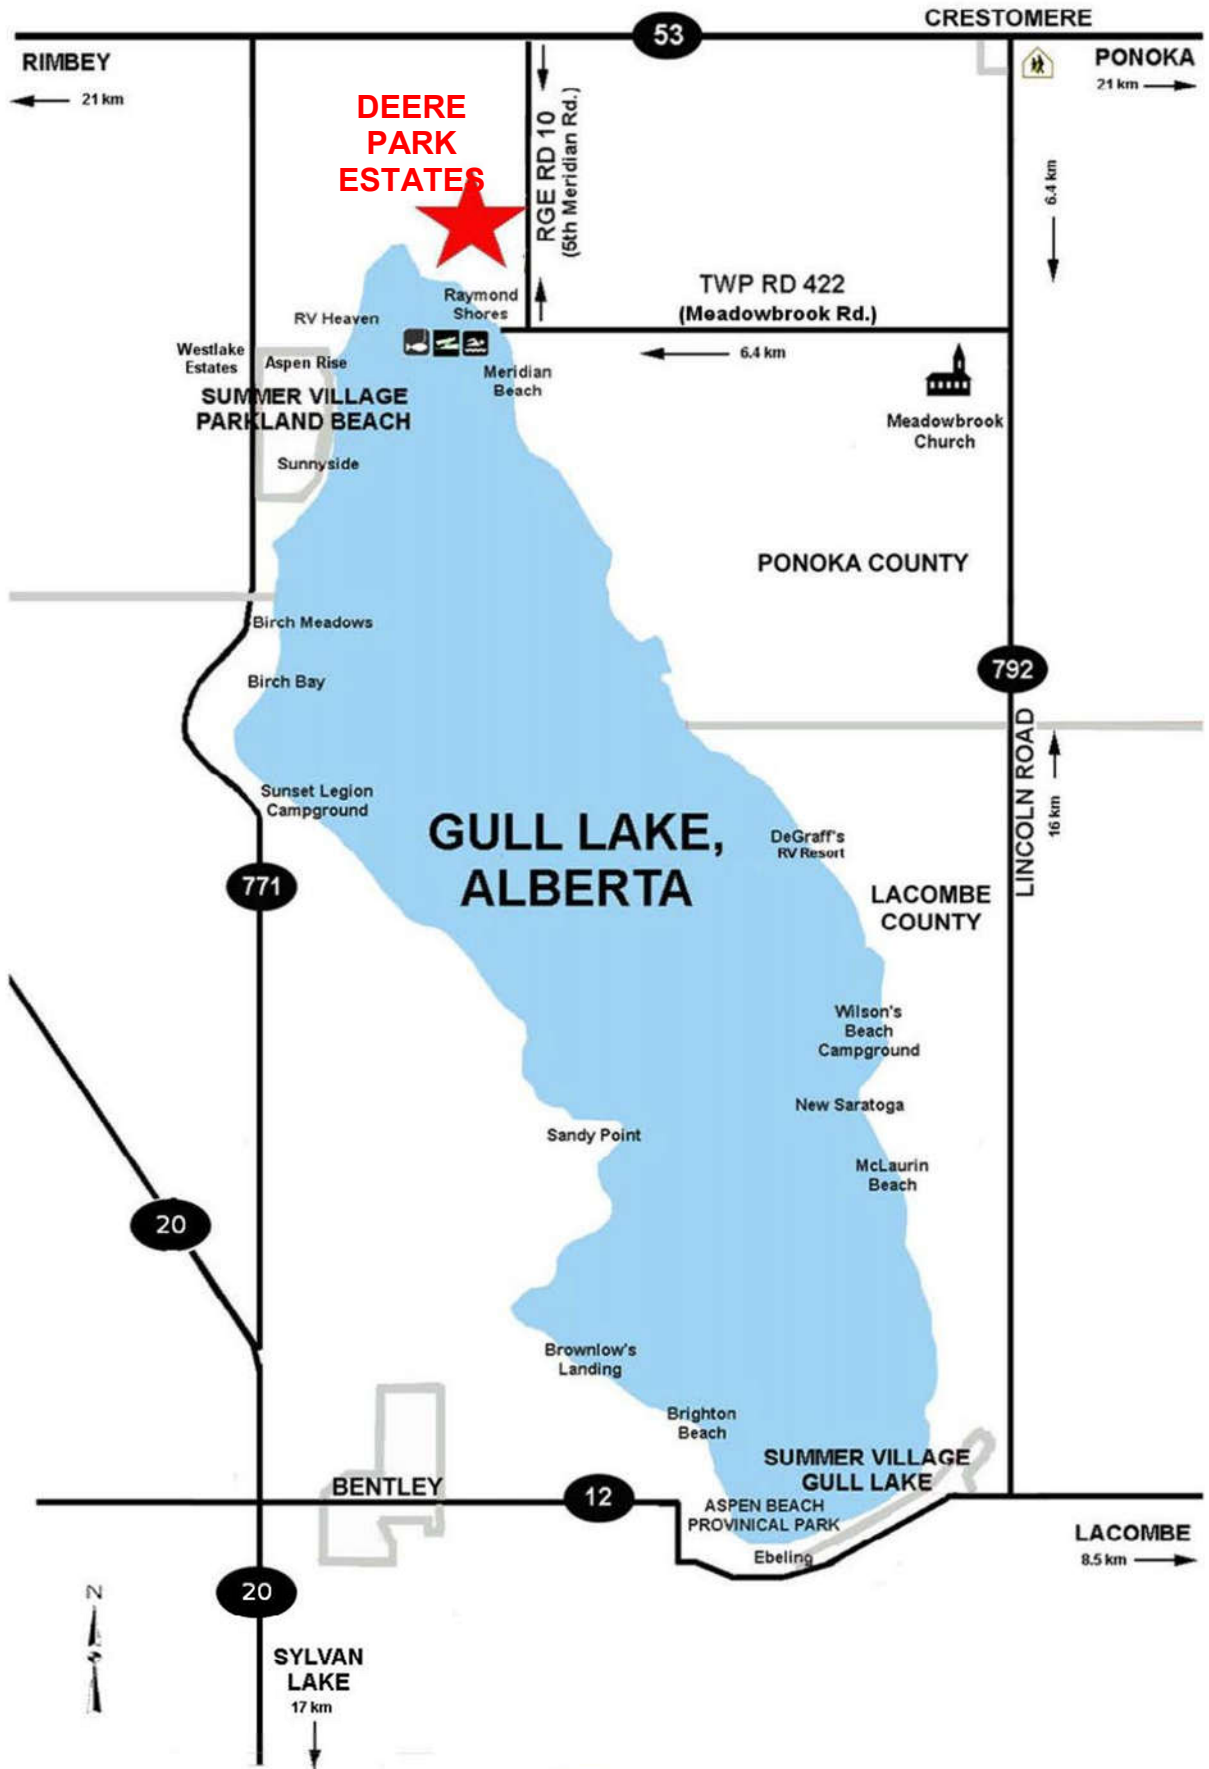 CRESTOMERE
53
RIMBEY
21 km
PONOKA
21 km
DEERE
PARK
ESTATES
RGE RD 10
(5th Meridian Rd.)
6.4 km
TWP RD 422
(Meadowbrook Rd.)
6.4 km
Raymond
Shores
RV Heaven
Westlake
Estates
Aspen Rise
Meridian
Beach
SUMMER VILLAGE
PARKLAND BEACH
Meadowbrook
Church
Sunnyside
PONOKA COUNTY
Birch Meadows
Birch Bay
792
LINCOLN ROAD
16 km
Sunset Legion
Campground
GULL LAKE,
ALBERTA
DeGraff's
RV Resort
771
LACOMBE
COUNTY
Wilson's
Beach
Campground
New Saratoga
Sandy Point
McLaurin
Beach
20
Brownlow's
Landing
Brighton
Beach
SUMMER VILLAGE
GULL LAKE
BENTLEY
12
ASPEN BEACH
PROVINICAL PARK
Ebeling
LACOMBE
8.5 km
20
N
SYLVAN
LAKE
17 km